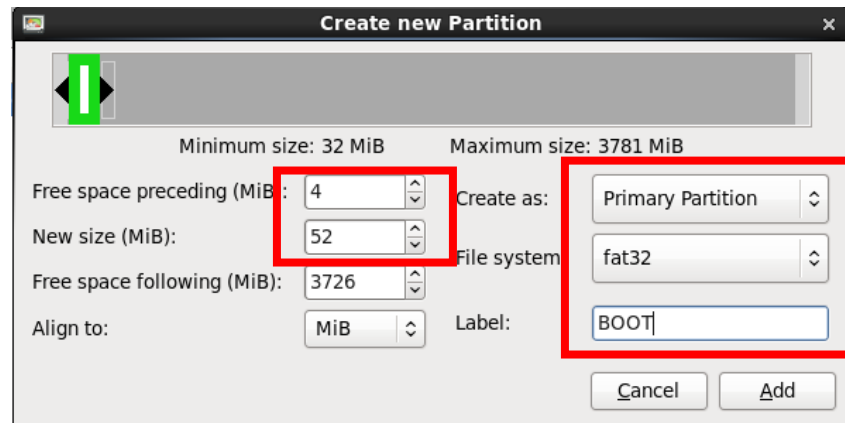 Create new Partition
Minimum size: 32 MiB Maximum size: 3781 MiB
Free space preceding (MiB): 4
Create as: Primary Partition
New size (MiB): 52
File system fat32
Free space following (MiB): 3726
Align to: MiB
Label: BOOT
Cancel Add